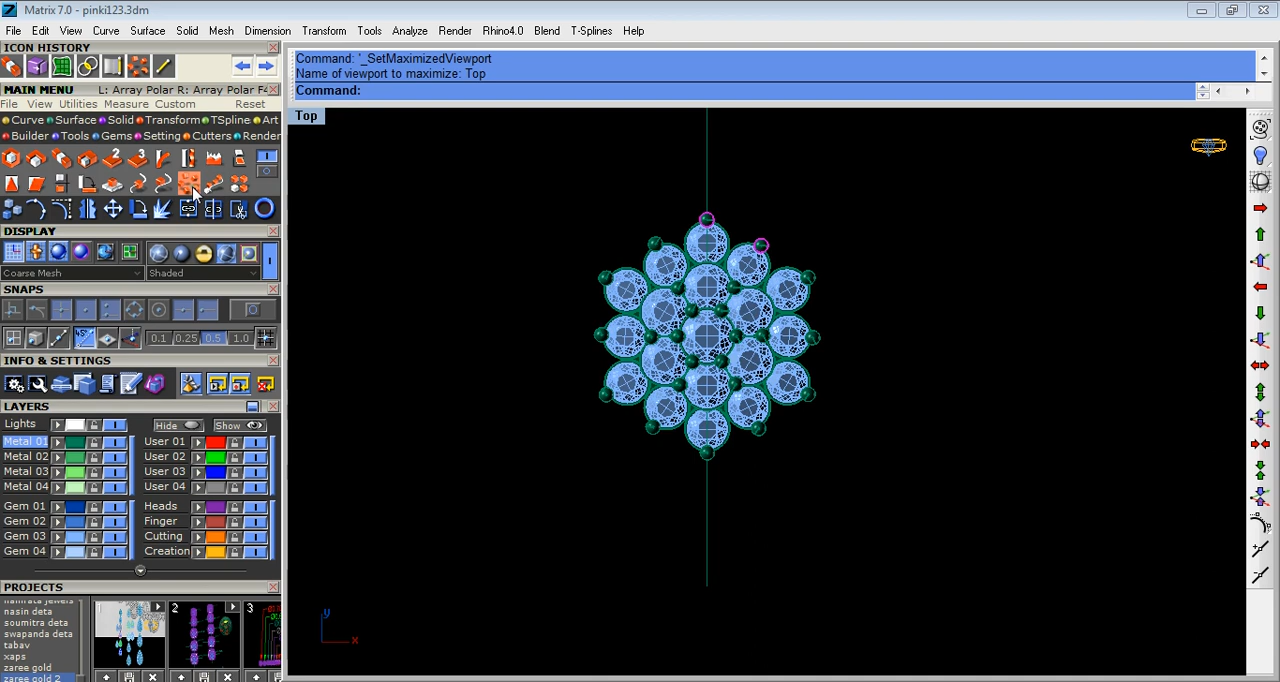 Matrix 7.0 - pinki123.3dm
File Edit View Curve Surface Solid Mesh Dimension Transform Tools Analyze Render Rhino4.0 Blend T-Splines Help
ICON HISTORY
MAIN MENU L: Array Polar R: Array Polar F4
File View Utilities Measure Custom Reset
Curve Surface Solid Transform TSpline Art
Builder Tools Gems Setting Cutters Render
2 3
DISPLAY
Coarse Mesh Shaded
SNAPS
45° 0.1 0.25 0.5 1.0
INFO & SETTINGS
LAYERS
Lights Hide Show
Metal 01 User 01
Metal 02 User 02
Metal 03 User 03
Metal 04 User 04
Gem 01 Heads
Gem 02 Finger
Gem 03 Cutting
Gem 04 Creation
PROJECTS
namrata jewels
nasin deta
soumitra deta
swapanda deta
tabav
xaps
zaree gold
zaree gold 2
1 2 3
Command: '_SetMaximizedViewport
Name of viewport to maximize: Top
Command:
Top
y
x